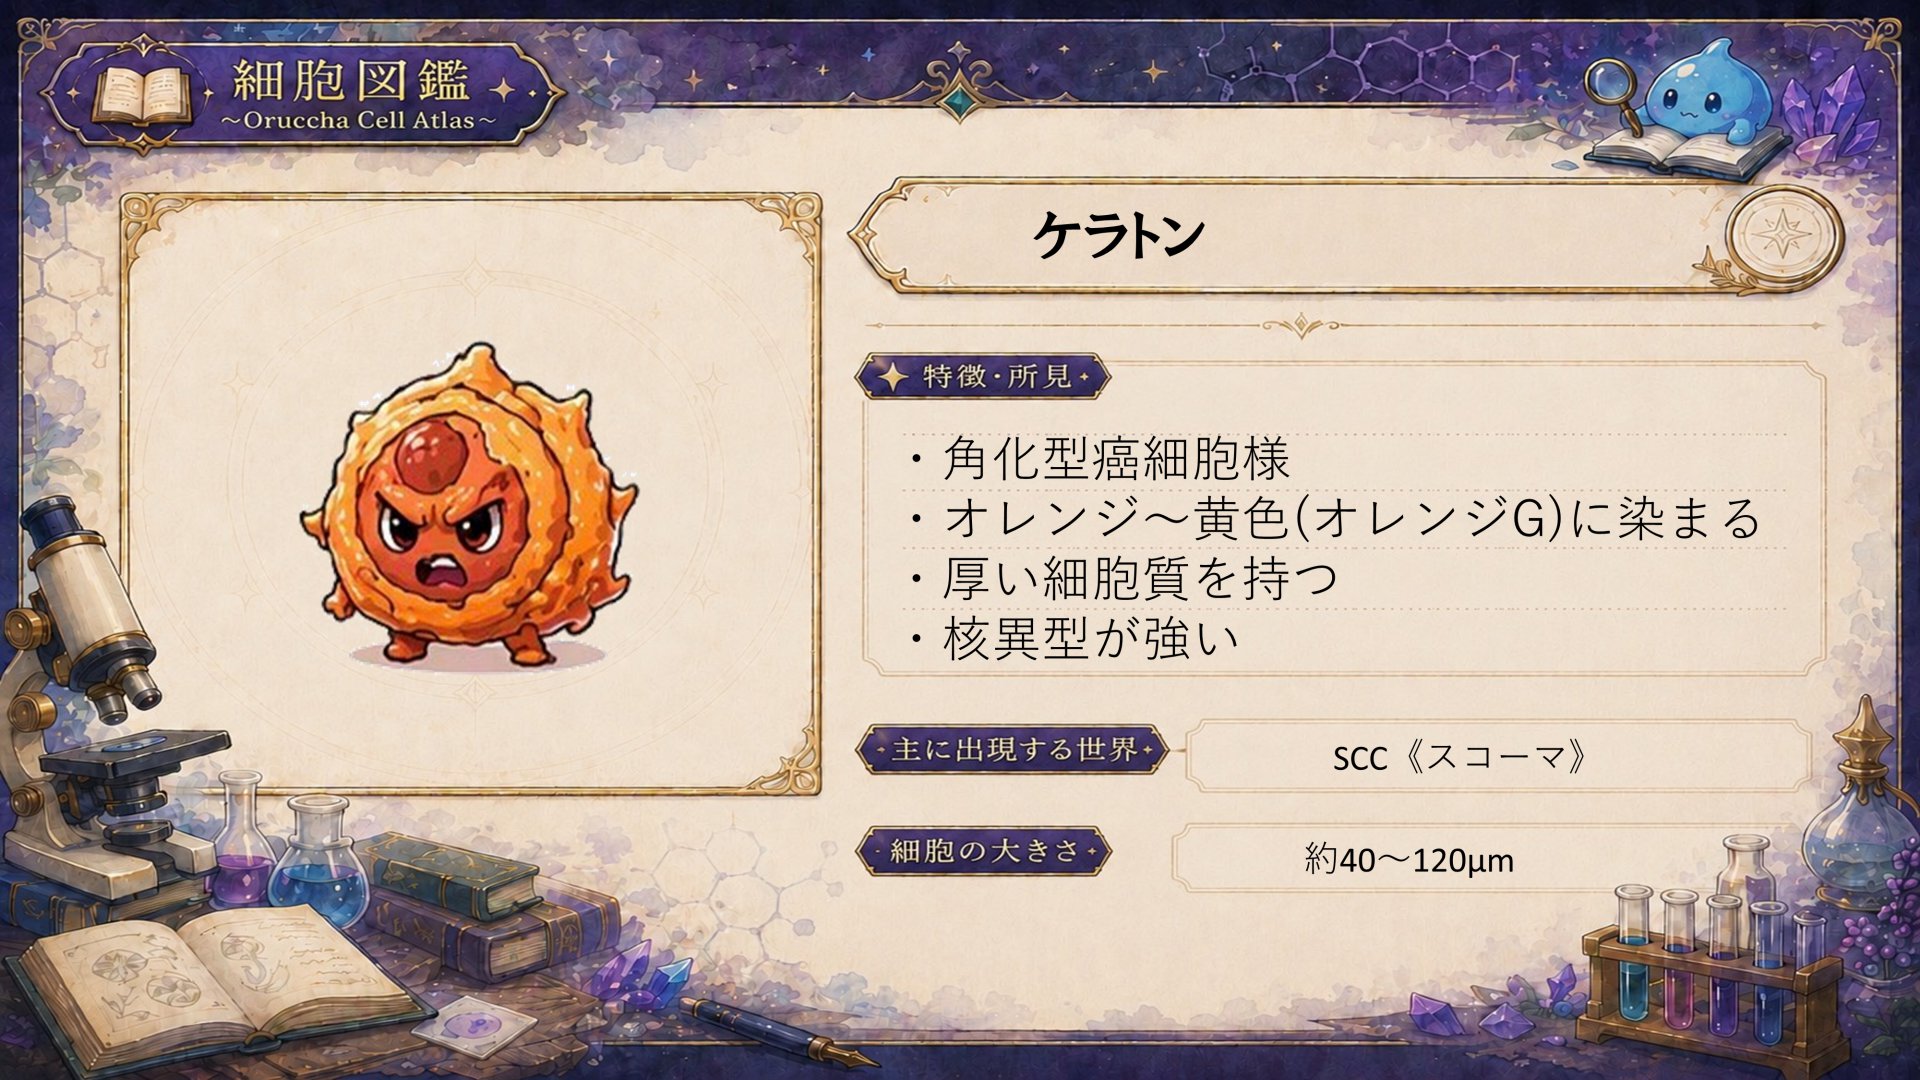 細胞図鑑
～Oruccha Cell Atlas～
ケラトン
特徴・所見
・角化型癌細胞様
・オレンジ～黄色(オレンジG)に染まる
・厚い細胞質を持つ
・核異型が強い
主に出現する世界
SCC《スコーマ》
細胞の大きさ
約40～120μm